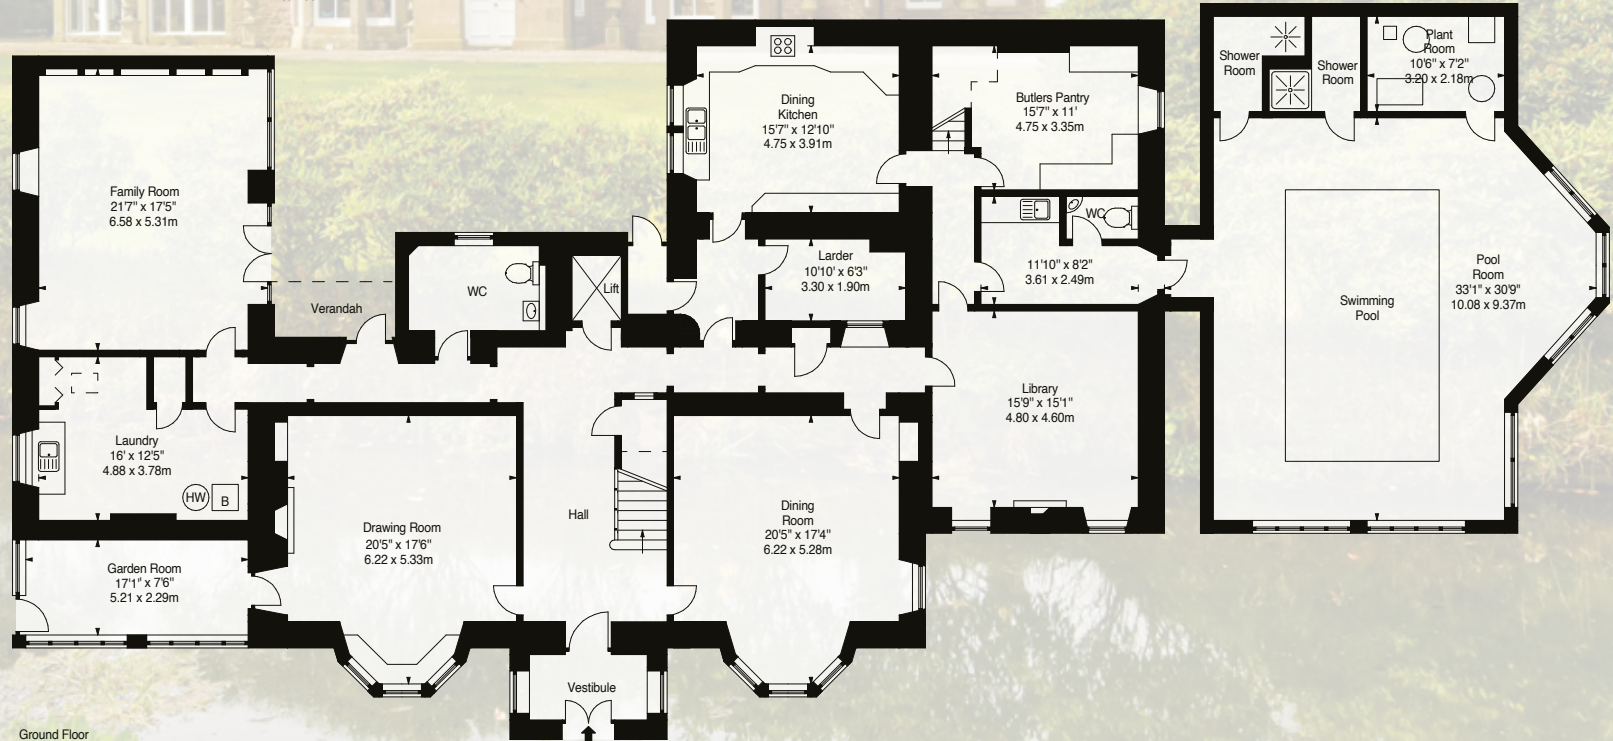 Family Room
21'7" x 17'5"
6.58 x 5.31m
Verandah
WC
Lift
Dining
Kitchen
15'7" x 12'10"
4.75 x 3.91m
Larder
10'10' x 6'3"
3.30 x 1.90m
Butlers Pantry
15'7" x 11'
4.75 x 3.35m
WC
11'10" x 8'2"
3.61 x 2.49m
Shower
Room
Shower
Room
Plant
Room
10'6" x 7'2"
3.20 x 2.18m
Swimming
Pool
Pool
Room
33'1" x 30'9"
10.08 x 9.37m
Library
15'9" x 15'1"
4.80 x 4.60m
Laundry
16' x 12'5"
4.88 x 3.78m
HW
B
Garden Room
17'1" x 7'6"
5.21 x 2.29m
Drawing Room
20'5" x 17'6"
6.22 x 5.33m
Hall
Dining
Room
20'5" x 17'4"
6.22 x 5.28m
Vestibule
Ground Floor